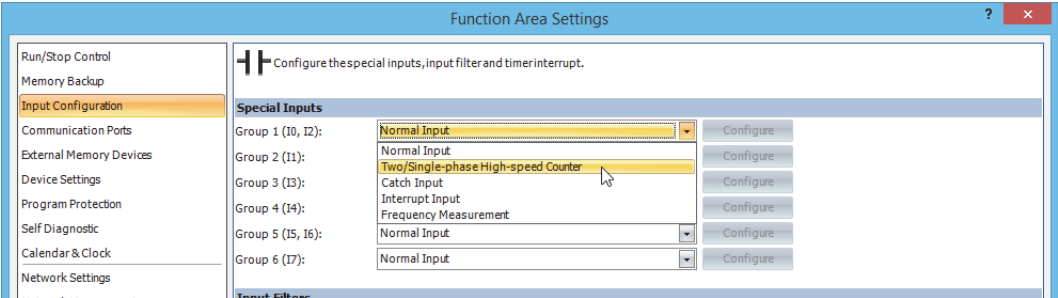 Function Area Settings
?
×
Run/Stop Control
Memory Backup
Input Configuration
Communication Ports
External Memory Devices
Device Settings
Program Protection
Self Diagnostic
Calendar & Clock
Network Settings
Configure the special inputs, input filter and timer interrupt.
Special Inputs
Group 1 (I0, I2): Normal Input Configure
Normal Input
Two/Single-phase High-speed Counter
Catch Input
Interrupt Input
Frequency Measurement
Group 2 (I1): Configure
Group 3 (I3): Configure
Group 4 (I4): Configure
Group 5 (I5, I6): Normal Input Configure
Group 6 (I7): Normal Input Configure
Input Filters